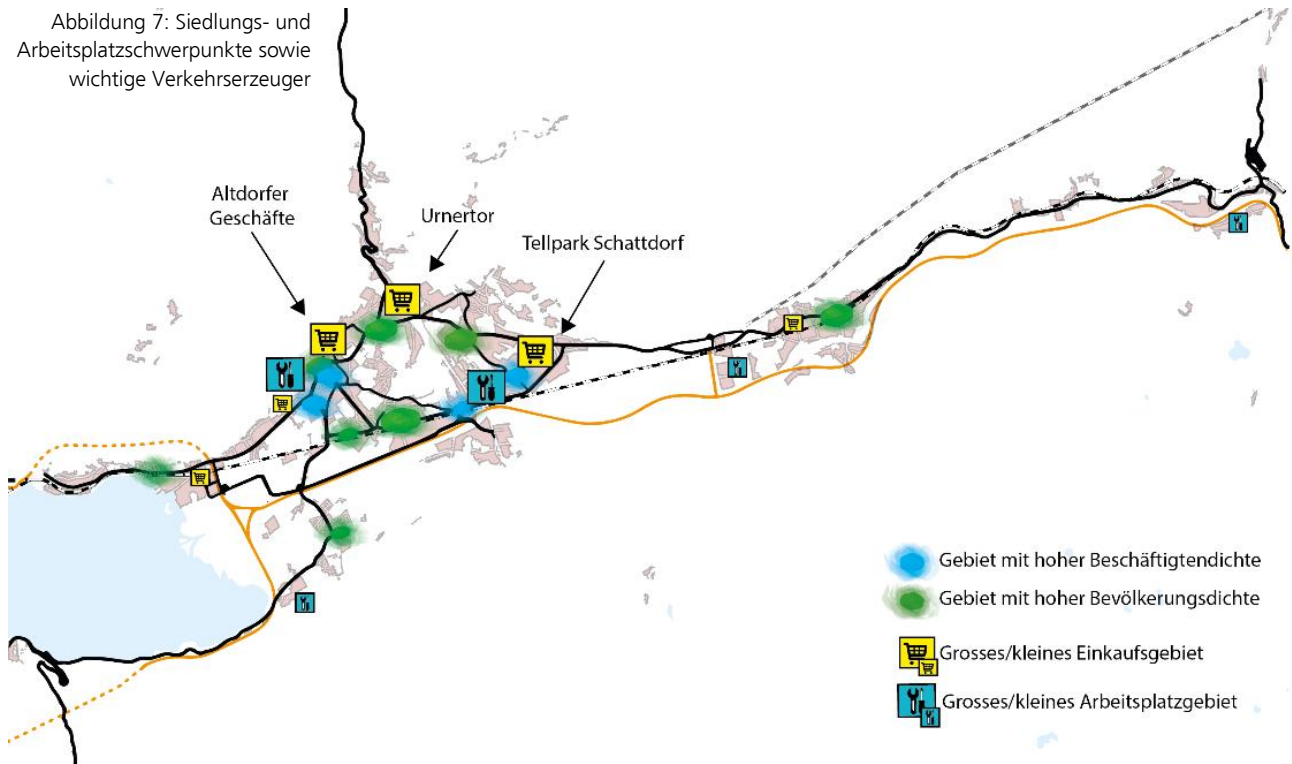 Abbildung 7: Siedlungs- und
Arbeitsplatzschwerpunkte sowie
wichtige Verkehrserzeuger
Altdorfer
Geschäfte
Urnertor
Tellpark Schattdorf
Gebiet mit hoher Beschäftigtendichte
Gebiet mit hoher Bevölkerungsdichte
Grosses/kleines Einkaufsgebiet
Grosses/kleines Arbeitsplatzgebiet